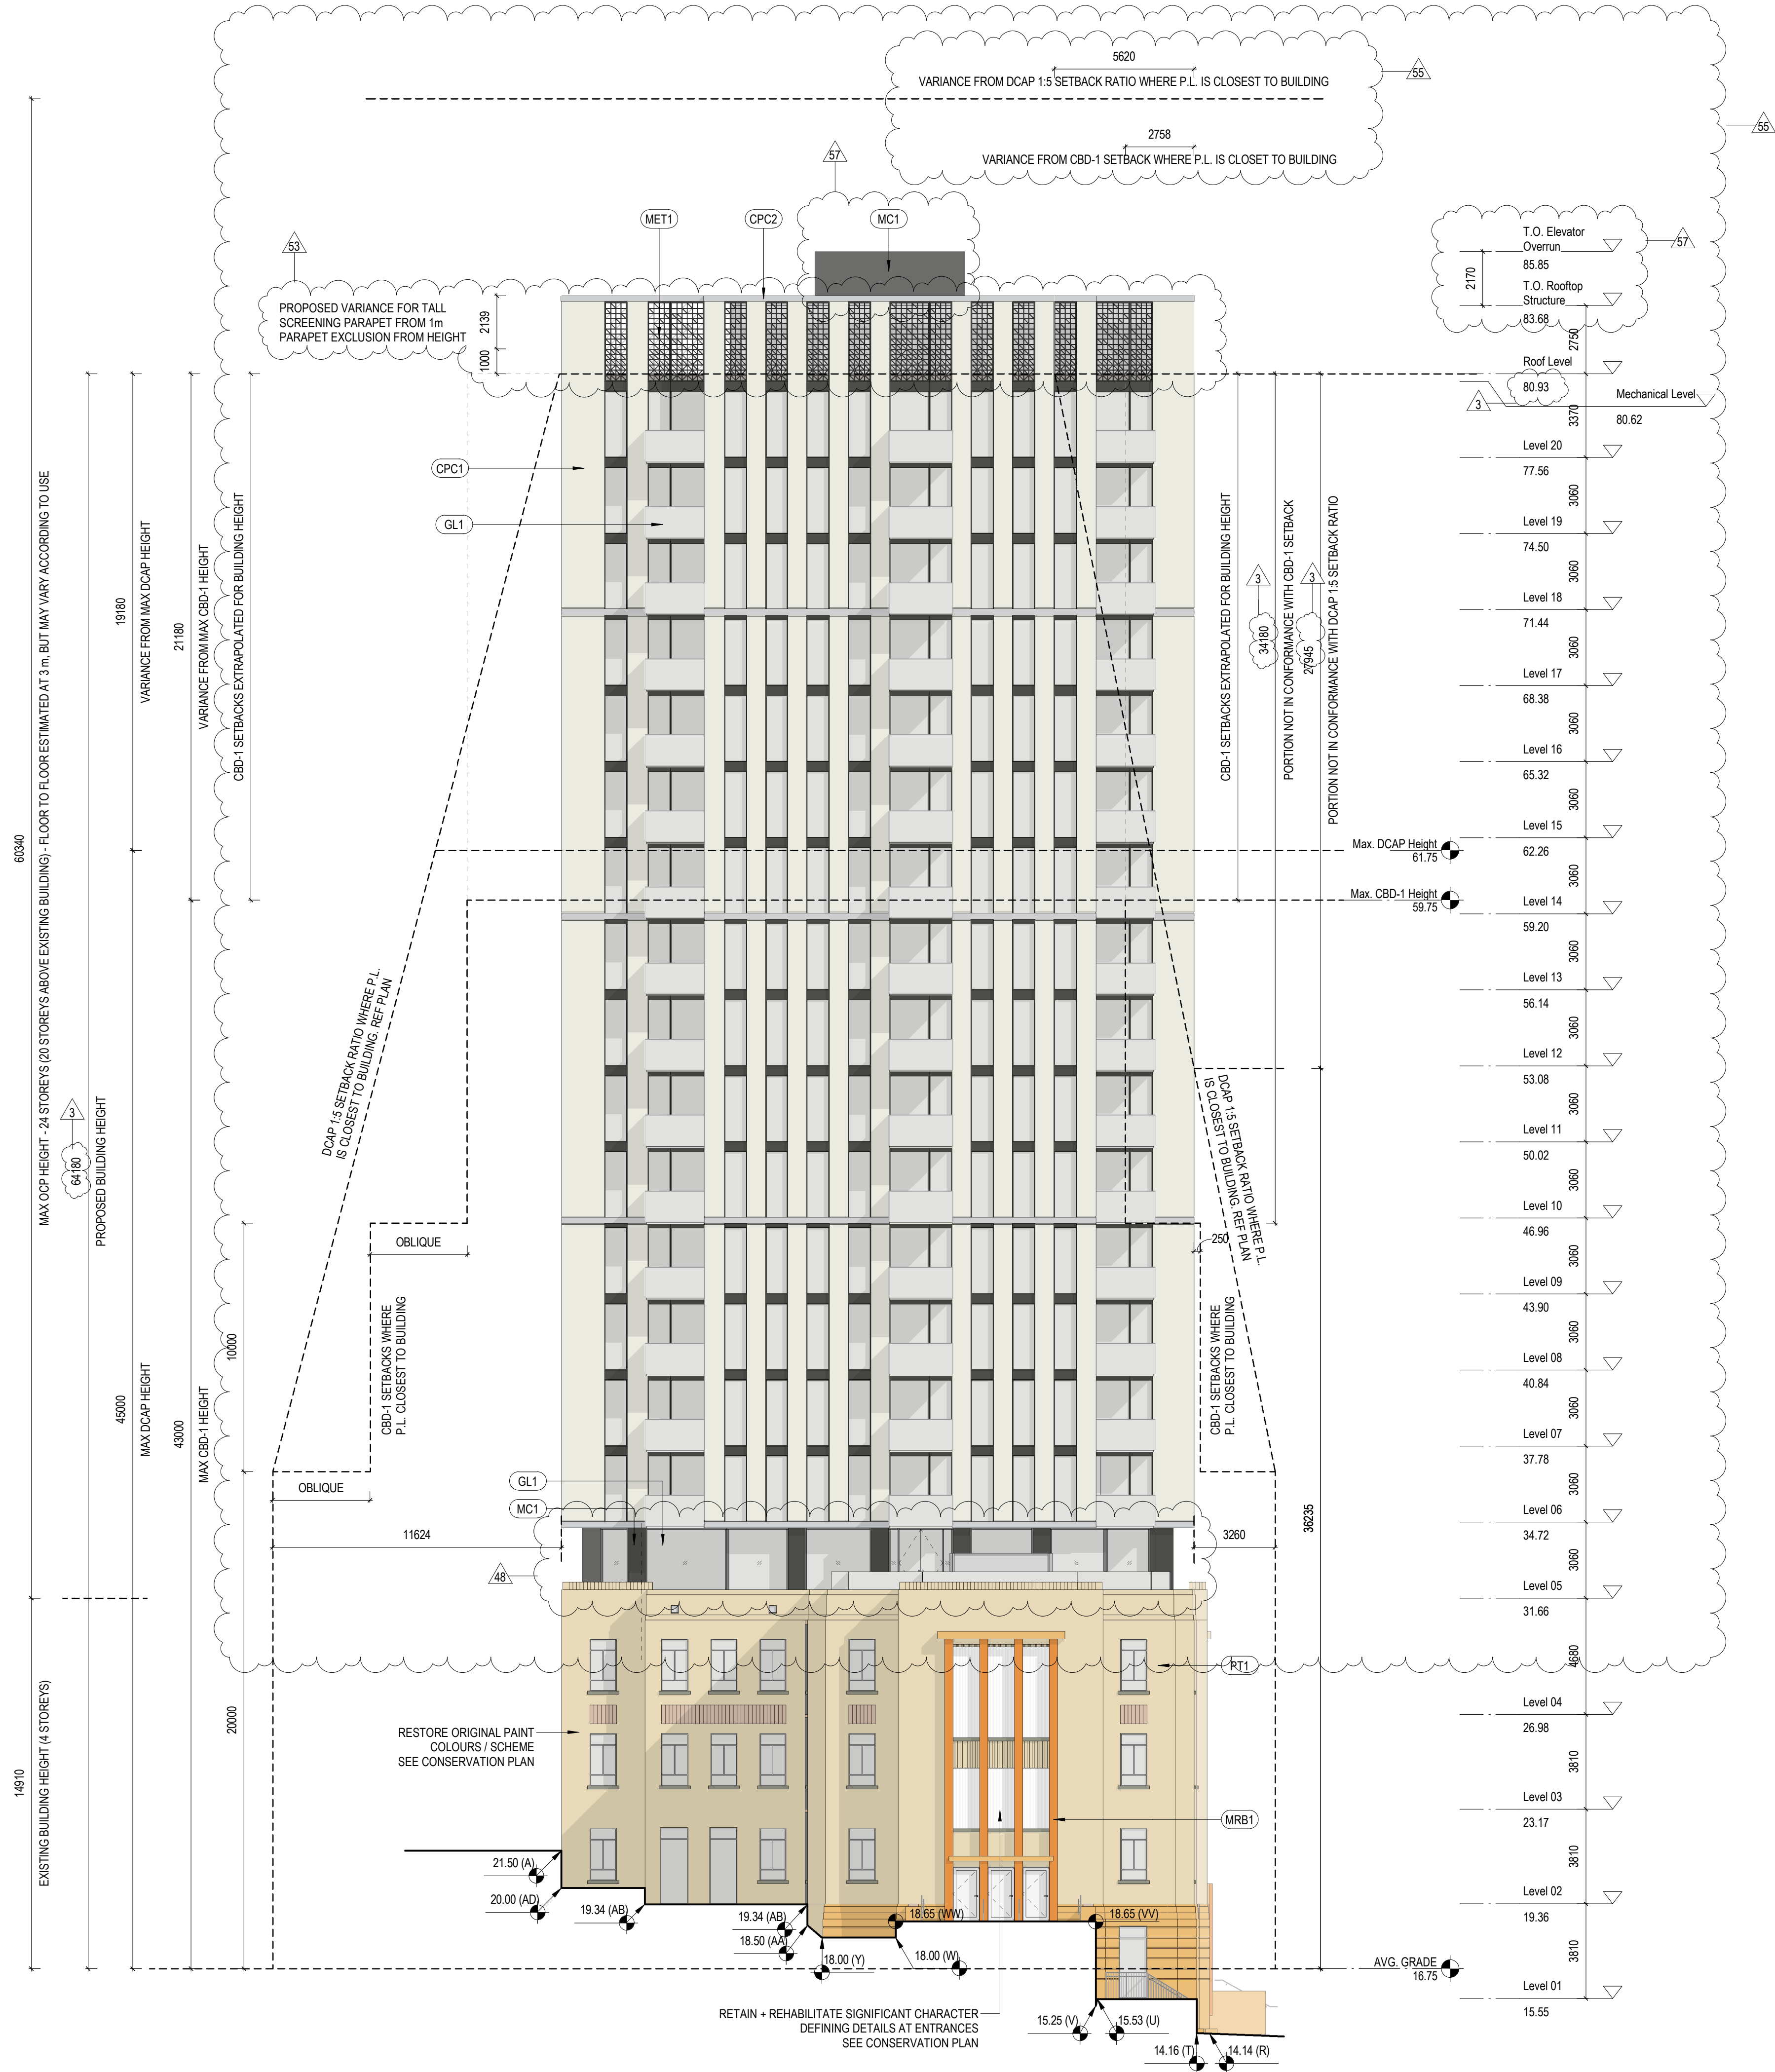 5620
VARIANCE FROM DCAP 1:5 SETBACK RATIO WHERE P.L. IS CLOSEST TO BUILDING
55
55
2758
VARIANCE FROM CBD-1 SETBACK WHERE P.L. IS CLOSET TO BUILDING
57
MET1
CPC2
MC1
53
PROPOSED VARIANCE FOR TALL
SCREENING PARAPET FROM 1m
PARAPET EXCLUSION FROM HEIGHT
2139
1000
T.O. Elevator
Overrun
85.85
57
2170
T.O. Rooftop
Structure
83.68
2750
Roof Level
80.93
3
Mechanical Level
80.62
3370
Level 20
77.56
3060
Level 19
74.50
3060
Level 18
71.44
3060
Level 17
68.38
3060
Level 16
65.32
3060
Level 15
62.26
3060
Level 14
59.20
3060
Level 13
56.14
3060
Level 12
53.08
3060
Level 11
50.02
3060
Level 10
46.96
3060
Level 09
43.90
3060
Level 08
40.84
3060
Level 07
37.78
3060
Level 06
34.72
3060
Level 05
31.66
4680
Level 04
26.98
3810
Level 03
23.17
3810
Level 02
19.36
3810
Level 01
15.55
Max. DCAP Height
61.75
Max. CBD-1 Height
59.75
AVG. GRADE
16.75
CPC1
GL1
60340
MAX OCP HEIGHT - 24 STOREYS (20 STOREYS ABOVE EXISTING BUILDING) - FLOOR TO FLOOR ESTIMATED AT 3 m, BUT MAY VARY ACCORDING TO USE
3
64180
PROPOSED BUILDING HEIGHT
19180
VARIANCE FROM MAX DCAP HEIGHT
21180
VARIANCE FROM MAX CBD-1 HEIGHT
CBD-1 SETBACKS EXTRAPOLATED FOR BUILDING HEIGHT
45000
MAX DCAP HEIGHT
43000
MAX CBD-1 HEIGHT
10000
20000
14910
EXISTING BUILDING HEIGHT (4 STOREYS)
DCAP 1:5 SETBACK RATIO WHERE P.L.
IS CLOSEST TO BUILDING. REF PLAN
OBLIQUE
CBD-1 SETBACKS WHERE
P.L. CLOSEST TO BUILDING
OBLIQUE
11624
GL1
MC1
48
CBD-1 SETBACKS EXTRAPOLATED FOR BUILDING HEIGHT
3
34180
PORTION NOT IN CONFORMANCE WITH CBD-1 SETBACK
3
27945
PORTION NOT IN CONFORMANCE WITH DCAP 1:5 SETBACK RATIO
DCAP 1:5 SETBACK RATIO WHERE P.L.
IS CLOSEST TO BUILDING. REF PLAN
250
CBD-1 SETBACKS WHERE
P.L. CLOSEST TO BUILDING
3260
36235
PT1
MRB1
RESTORE ORIGINAL PAINT
COLOURS / SCHEME
SEE CONSERVATION PLAN
21.50 (A)
20.00 (AD)
19.34 (AB)
19.34 (AB)
18.50 (AA)
18.00 (Y)
18.65 (WW)
18.00 (W)
18.65 (VV)
RETAIN + REHABILITATE SIGNIFICANT CHARACTER
DEFINING DETAILS AT ENTRANCES
SEE CONSERVATION PLAN
15.25 (V)
15.53 (U)
14.16 (T)
14.14 (R)